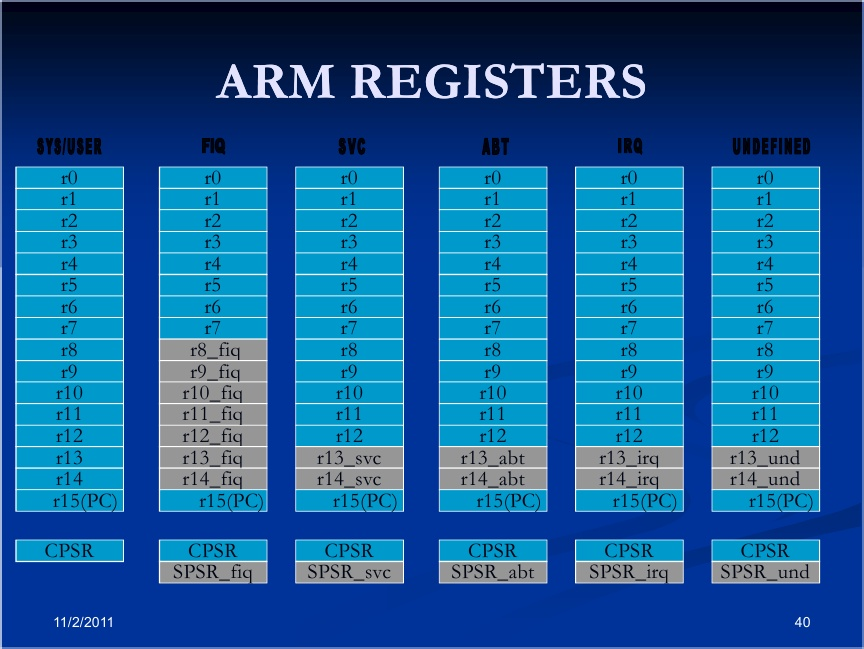 ARM REGISTERS
SYS/USER FIQ SVC ABT IRQ UNDEFINED
r0 r0 r0 r0 r0 r0
r1 r1 r1 r1 r1 r1
r2 r2 r2 r2 r2 r2
r3 r3 r3 r3 r3 r3
r4 r4 r4 r4 r4 r4
r5 r5 r5 r5 r5 r5
r6 r6 r6 r6 r6 r6
r7 r7 r7 r7 r7 r7
r8 r8_fiq r8 r8 r8 r8
r9 r9_fiq r9 r9 r9 r9
r10 r10_fiq r10 r10 r10 r10
r11 r11_fiq r11 r11 r11 r11
r12 r12_fiq r12 r12 r12 r12
r13 r13_fiq r13_svc r13_abt r13_irq r13_und
r14 r14_fiq r14_svc r14_abt r14_irq r14_und
r15(PC) r15(PC) r15(PC) r15(PC) r15(PC) r15(PC)
CPSR CPSR CPSR CPSR CPSR CPSR
SPSR_fiq SPSR_svc SPSR_abt SPSR_irq SPSR_und
11/2/2011 40